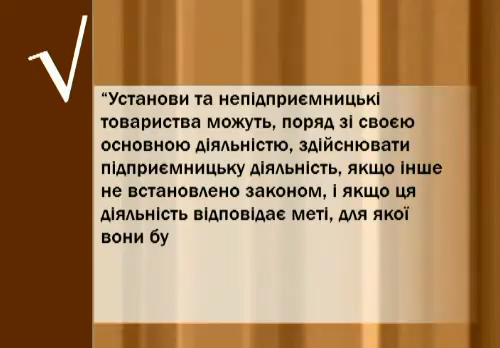 “Установи та непідприємницькі
товариства можуть, поряд зі своєю
основною діяльністю, здійснювати
підприємницьку діяльність, якщо інше
не встановлено законом, і якщо ця
діяльність відповідає меті, для якої
вони бу